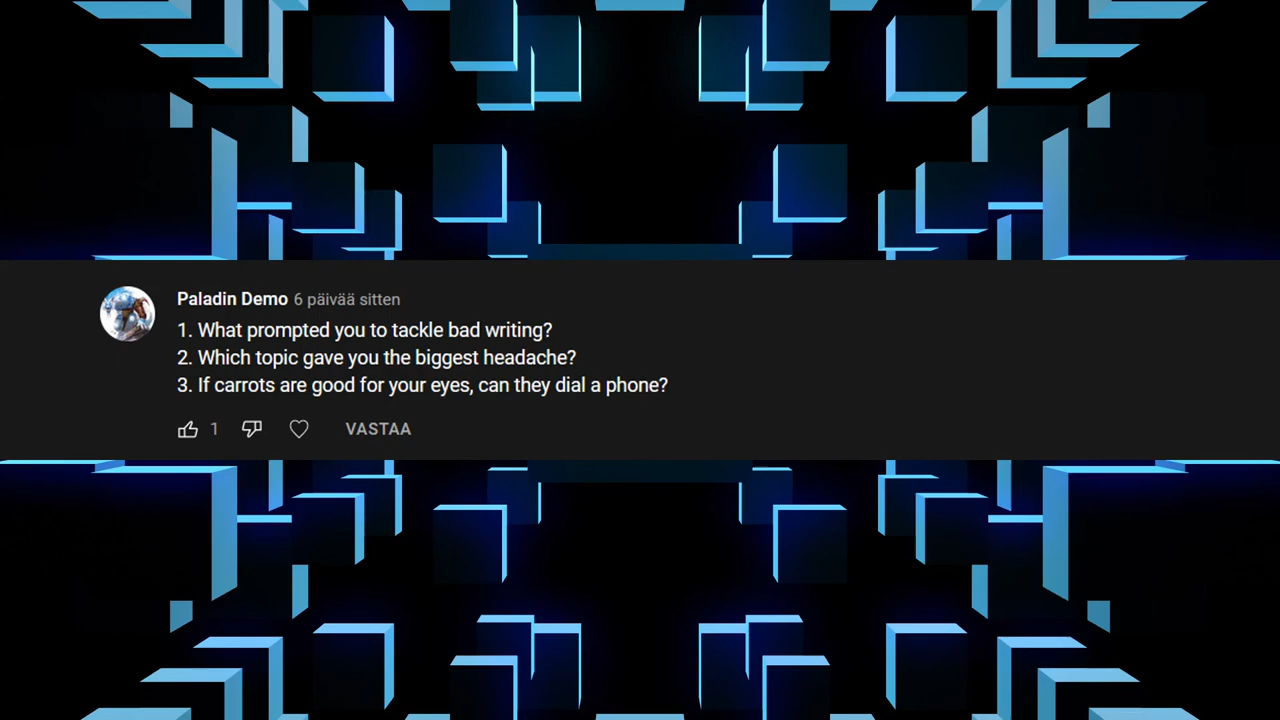 Paladin Demo 6 päivää sitten
1. What prompted you to tackle bad writing?
2. Which topic gave you the biggest headache?
3. If carrots are good for your eyes, can they dial a phone?
1 VASTAA